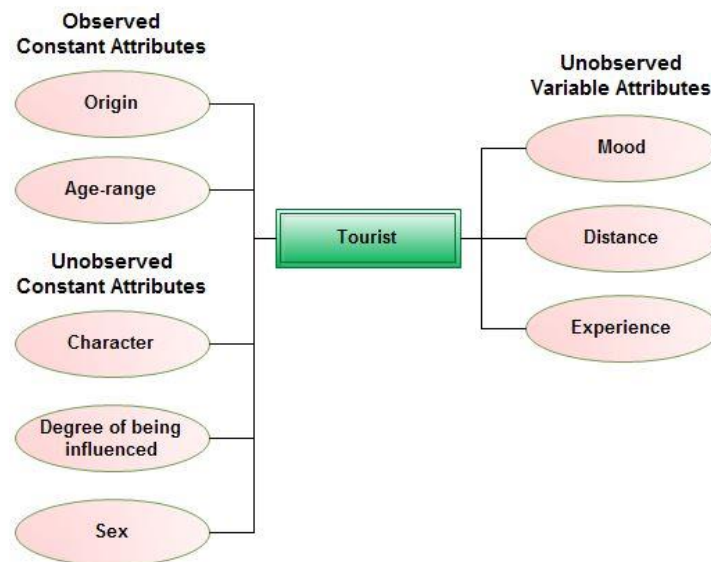 Observed
Constant Attributes
Origin
Age-range
Unobserved
Constant Attributes
Character
Degree of being
influenced
Sex
Tourist
Unobserved
Variable Attributes
Mood
Distance
Experience